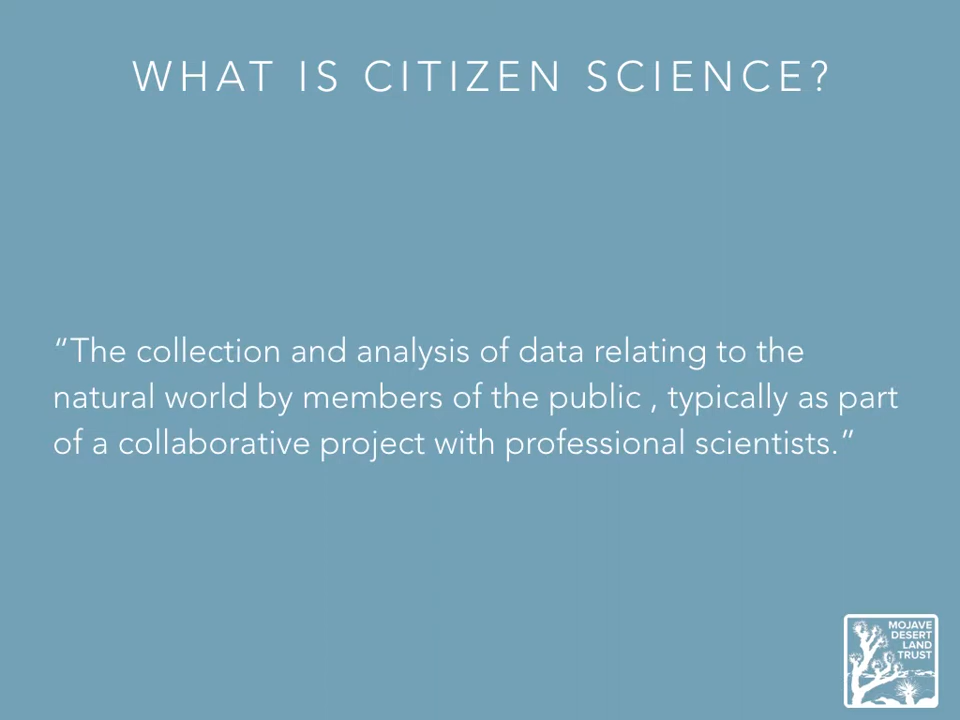 WHAT IS CITIZEN SCIENCE?
“The collection and analysis of data relating to the
natural world by members of the public , typically as part
of a collaborative project with professional scientists.”
MOJAVE
DESERT
LAND
TRUST